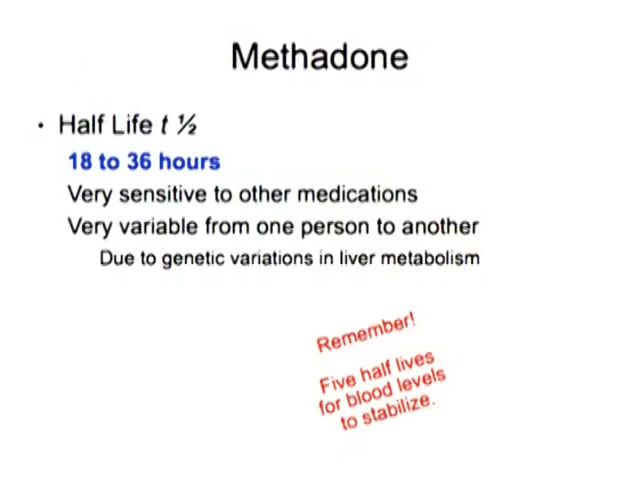 Methadone
• Half Life t ½
18 to 36 hours
Very sensitive to other medications
Very variable from one person to another
Due to genetic variations in liver metabolism
Remember!
Five half lives
for blood levels
to stabilize.